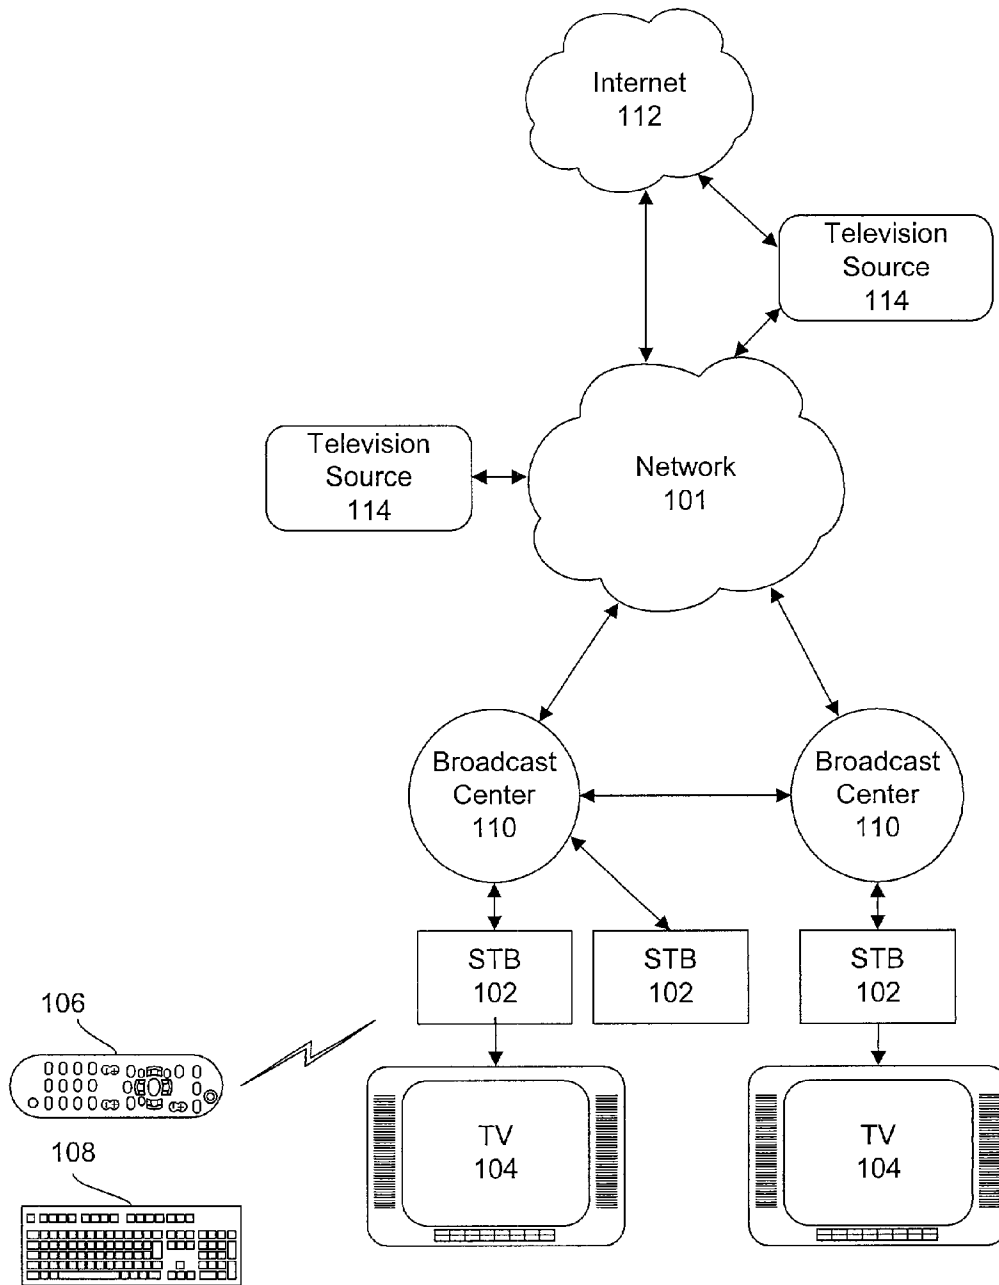 Internet
112
Television
Source
114
Television
Source
114
Network
101
Broadcast
Center
110
Broadcast
Center
110
STB
102
STB
102
STB
102
106
TV
104
TV
104
108